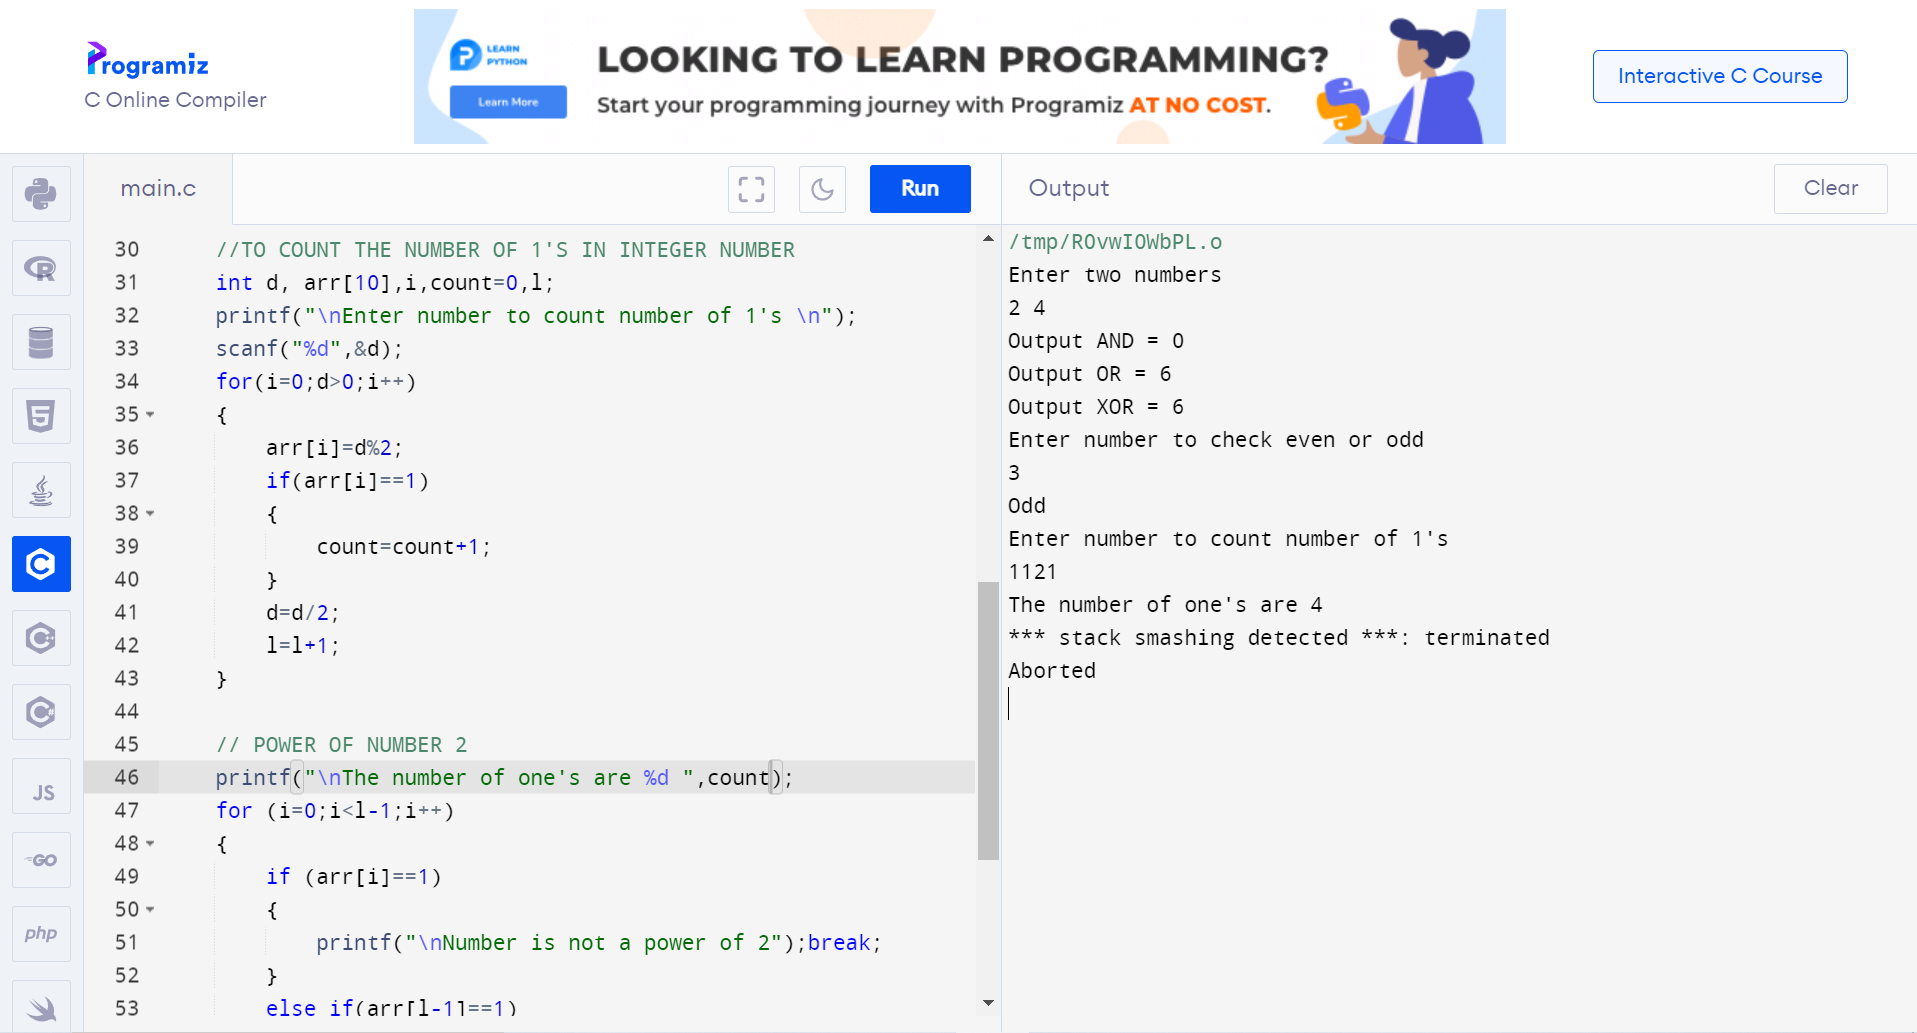 Programiz
C Online Compiler
LEARN
PYTHON
Learn More
LOOKING TO LEARN PROGRAMMING?
Start your programming journey with Programiz AT NO COST.
Interactive C Course
main.c
Run
Output
Clear
30 //TO COUNT THE NUMBER OF 1'S IN INTEGER NUMBER
31 int d, arr[10],i,count=0,l;
32 printf("\nEnter number to count number of 1's \n");
33 scanf("%d",&d);
34 for(i=0;d>0;i++)
35 {
36 arr[i]=d%2;
37 if(arr[i]==1)
38 {
39 count=count+1;
40 }
41 d=d/2;
42 l=l+1;
43 }
44
45 // POWER OF NUMBER 2
46 printf("\nThe number of one's are %d ",count);
47 for (i=0;i<l-1;i++)
48 {
49 if (arr[i]==1)
50 {
51 printf("\nNumber is not a power of 2");break;
52 }
53 else if(arr[l-1]==1)
/tmp/ROvwIOWbPL.o
Enter two numbers
2 4
Output AND = 0
Output OR = 6
Output XOR = 6
Enter number to check even or odd
3
Odd
Enter number to count number of 1's
1121
The number of one's are 4
*** stack smashing detected ***: terminated
Aborted
R
5
C
C
C
JS
GO
php